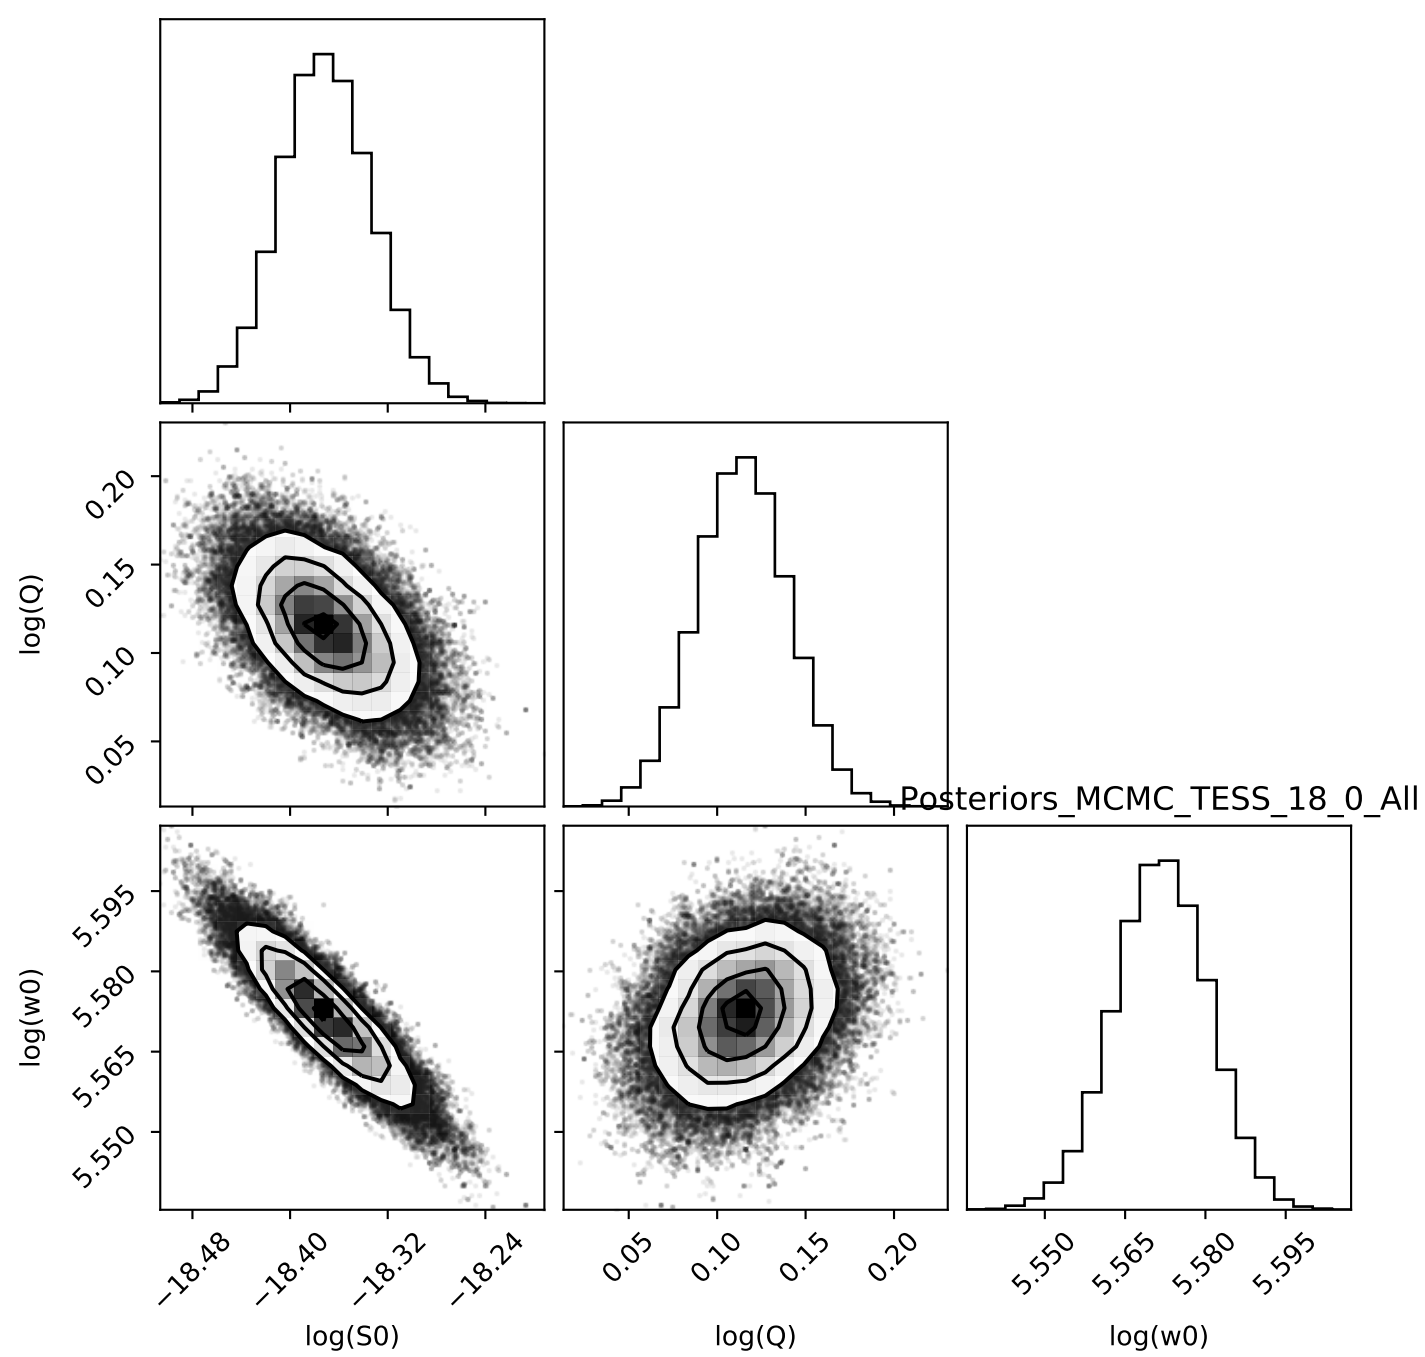 0.20
0.15
0.10
0.05
log(Q)
Posteriors_MCMC_TESS_18_0_All
5.595
5.580
5.565
5.550
log(w0)
−18.48 −18.40 −18.32 −18.24 0.05 0.10 0.15 0.20 5.550 5.565 5.580 5.595
log(S0) log(Q) log(w0)